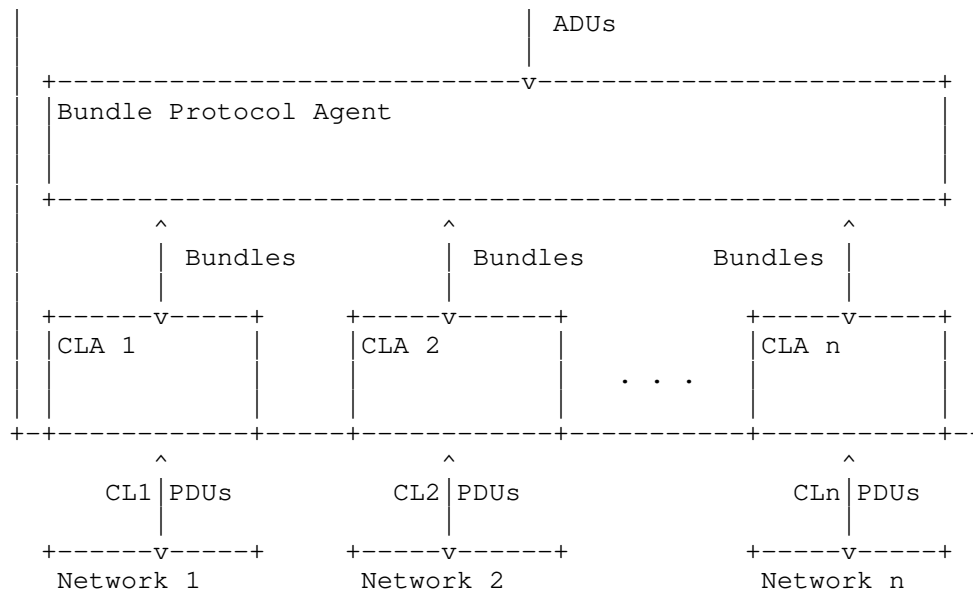 ADUs
Bundle Protocol Agent
Bundles Bundles Bundles
CLA 1 CLA 2 CLA n
. . .
CL1 PDUs CL2 PDUs CLn PDUs
Network 1 Network 2 Network n